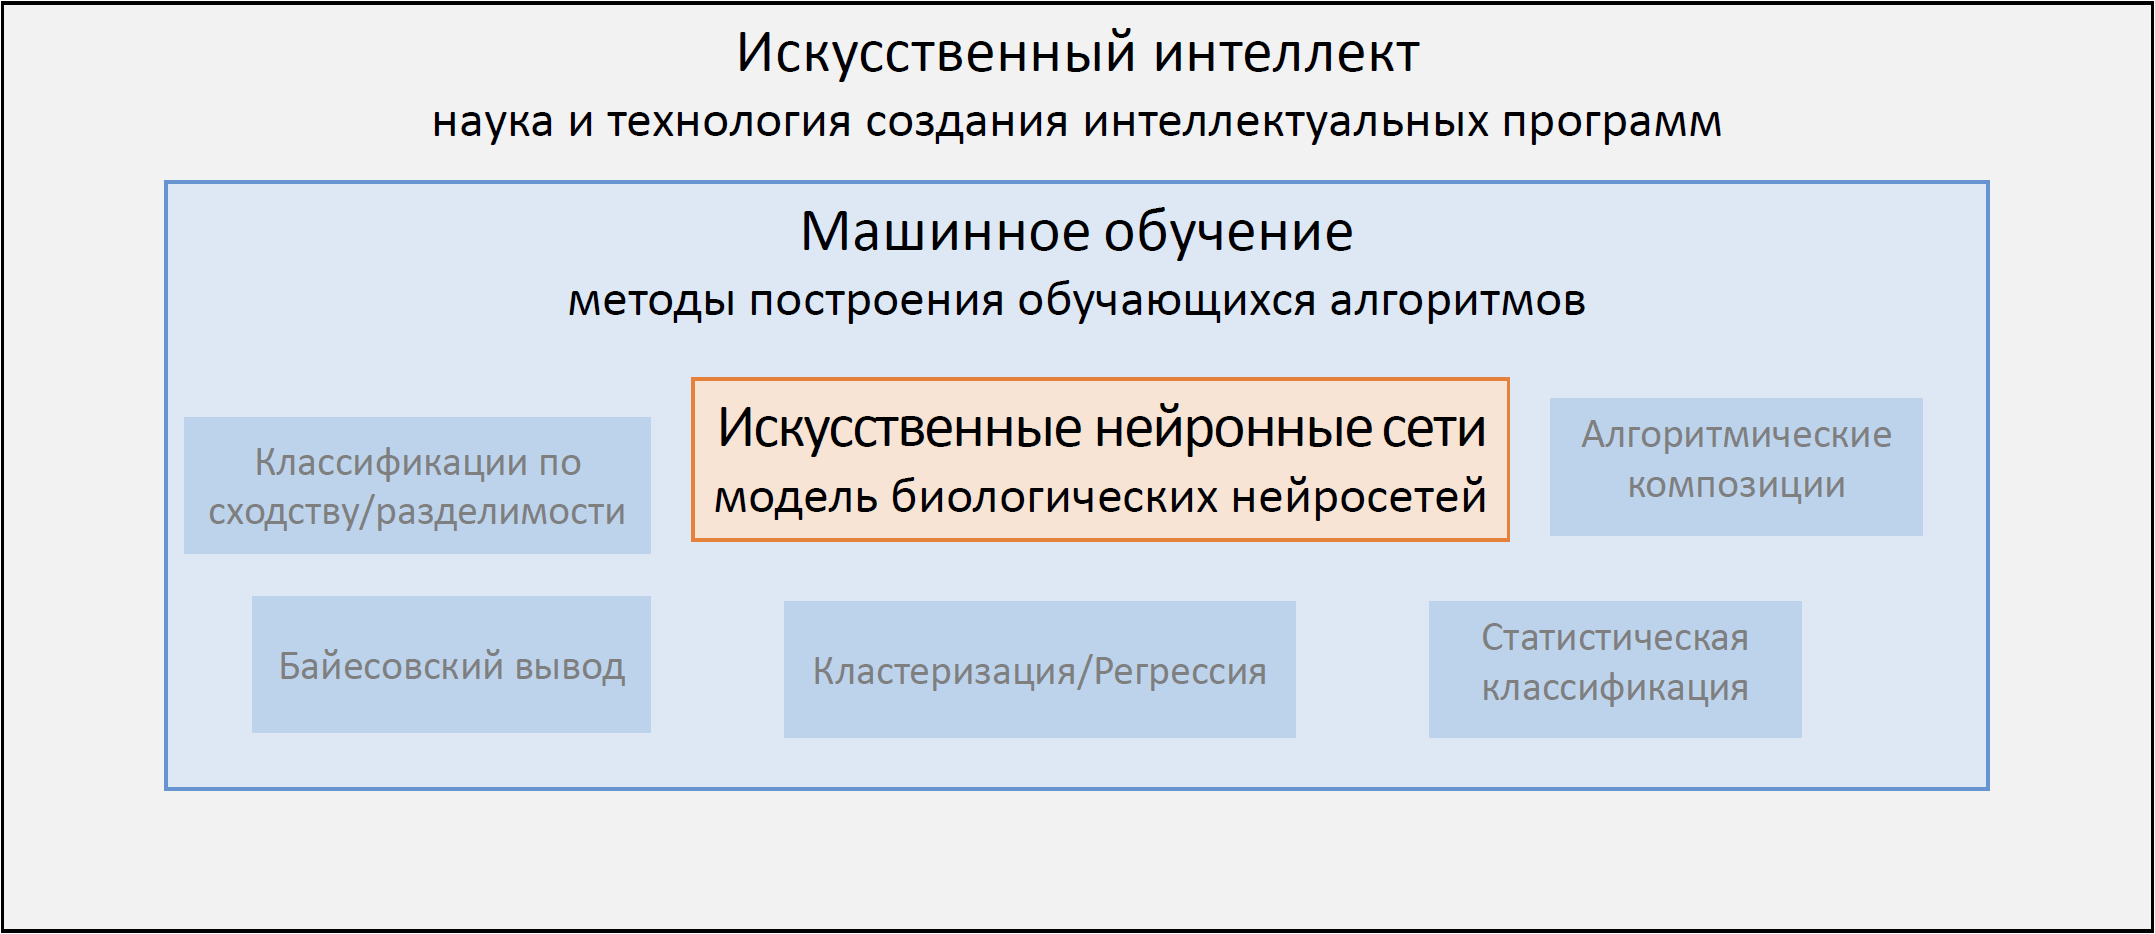 Искусственный интеллект
наука и технология создания интеллектуальных программ
Машинное обучение
методы построения обучающихся алгоритмов
Искусственные нейронные сети
модель биологических нейросетей
Классификации по
сходству/разделимости
Алгоритмические
композиции
Байесовский вывод
Кластеризация/Регрессия
Статистическая
классификация